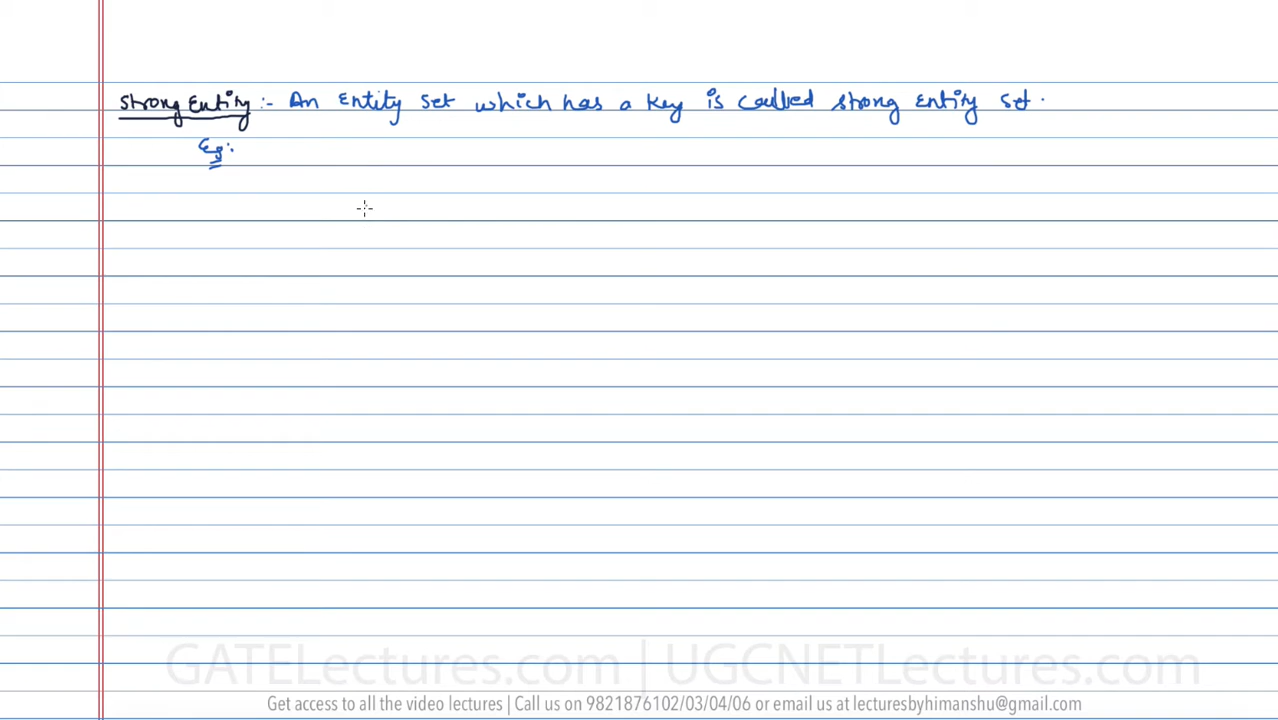 Strong Entity :- An Entity set which has a key is called strong entity set.
Eg:
GATELectures.com | UGCNETLectures.com
Get access to all the video lectures | Call us on 9821876102/03/04/06 or email us at lecturesbyhimanshu@gmail.com